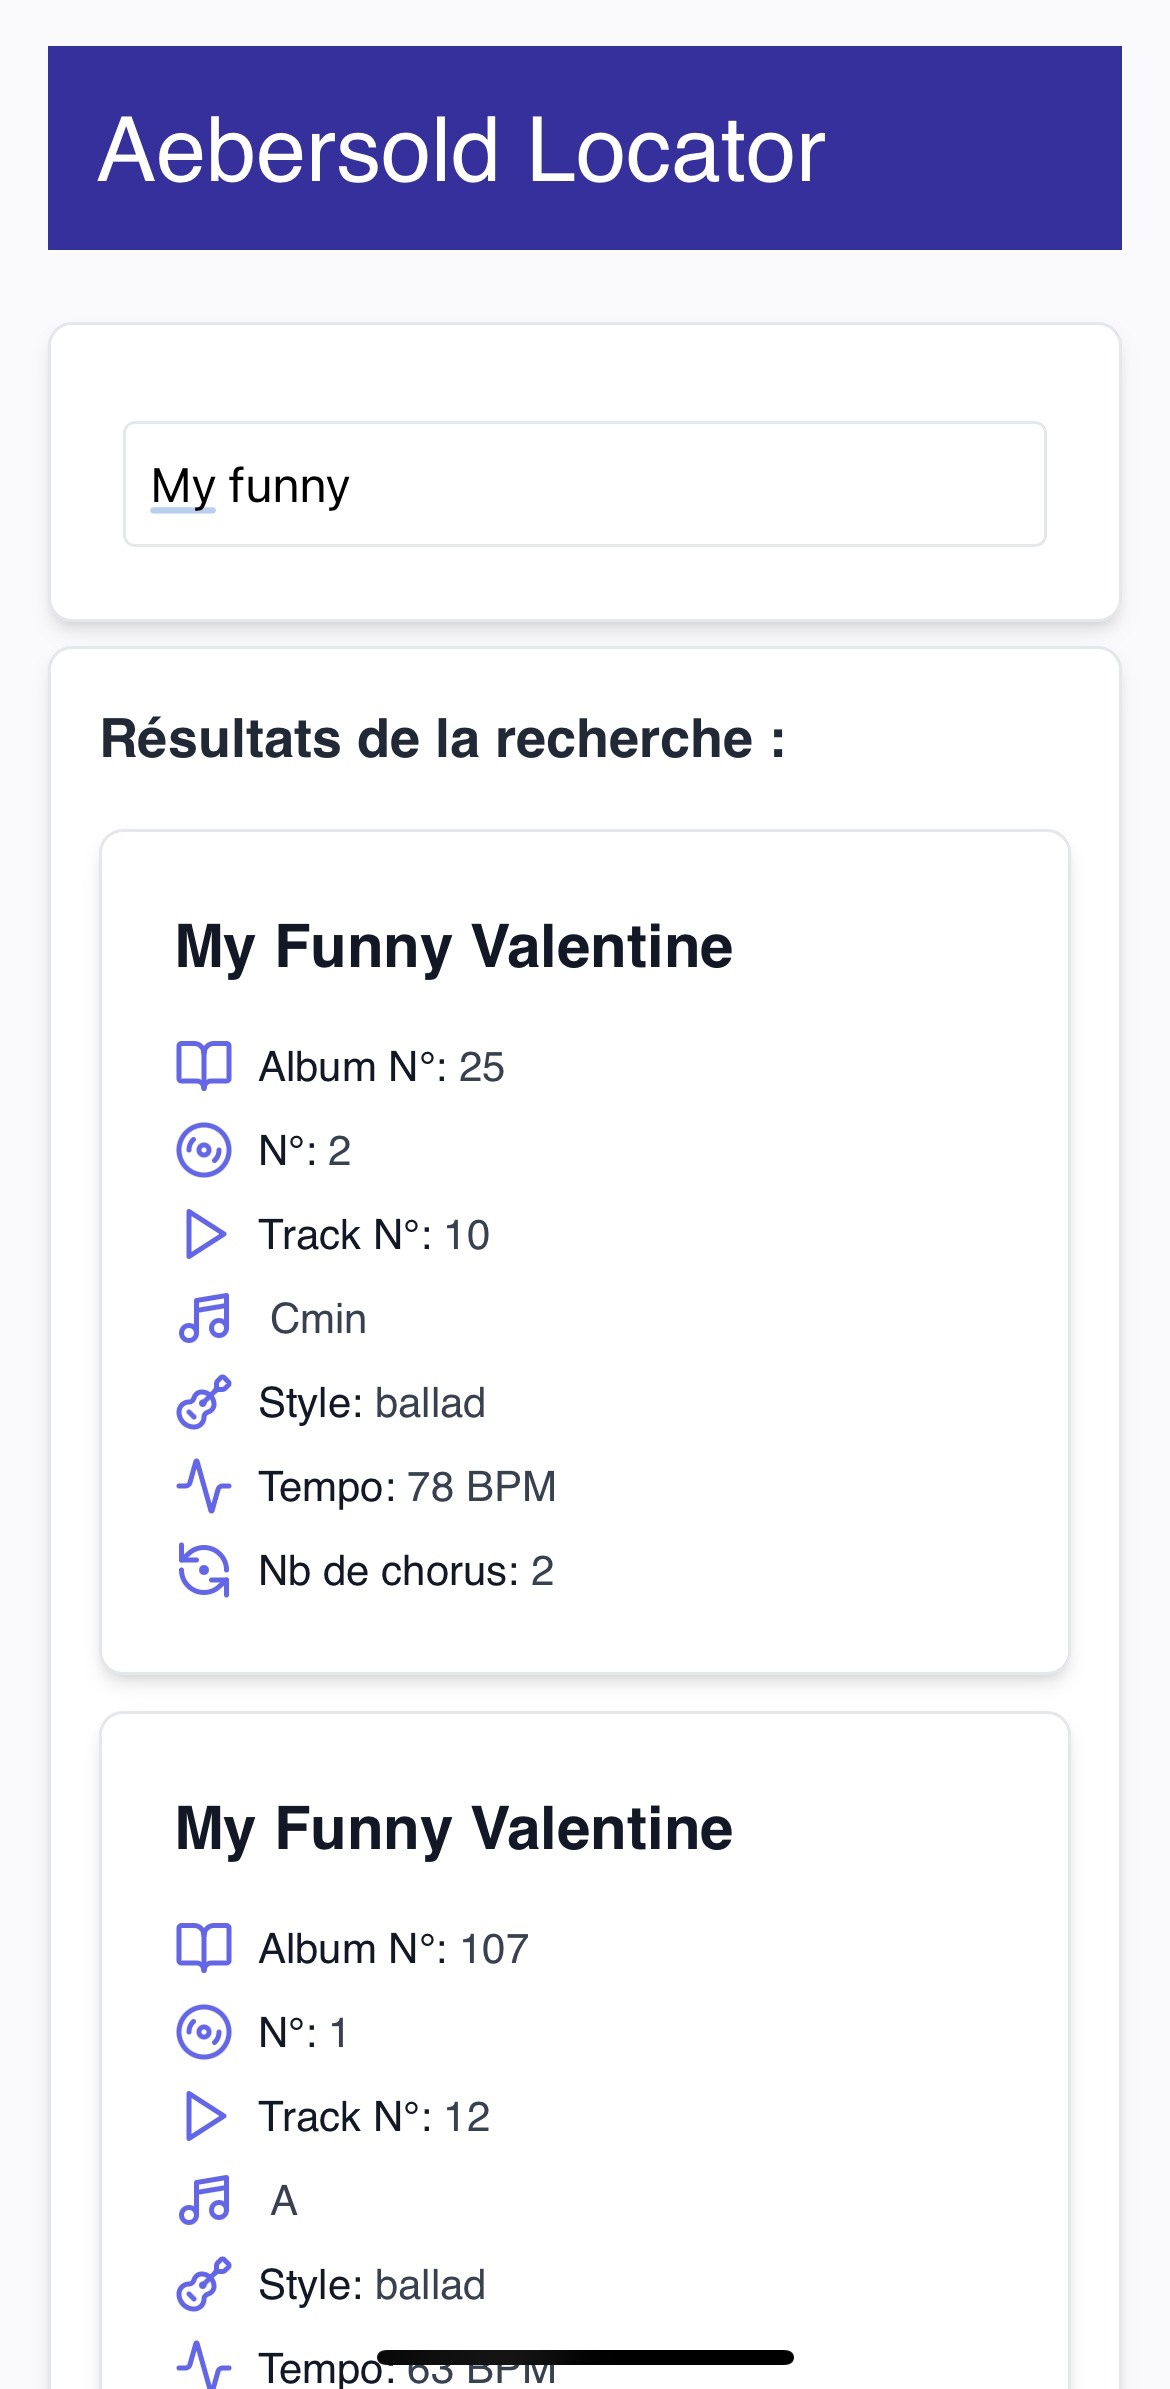 Aebersold Locator
My funny
Résultats de la recherche :
My Funny Valentine
Album N°: 25
N°: 2
Track N°: 10
Cmin
Style: ballad
Tempo: 78 BPM
Nb de chorus: 2
My Funny Valentine
Album N°: 107
N°: 1
Track N°: 12
A
Style: ballad
Tempo: 63 BPM